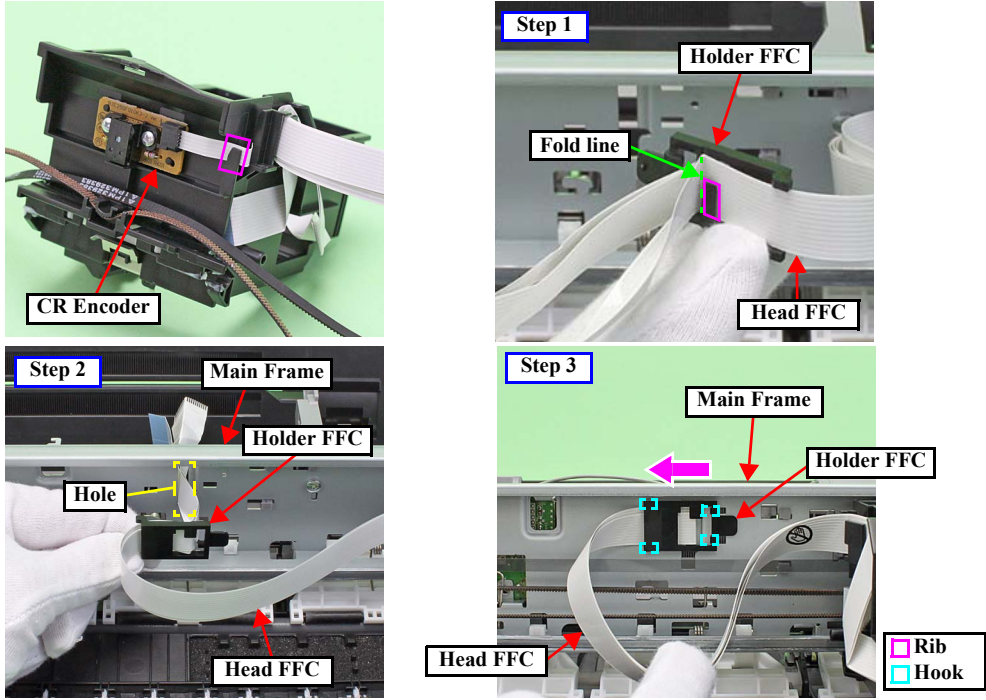 CR Encoder
Step 1
Holder FFC
Fold line
Head FFC
Step 2
Main Frame
Holder FFC
Hole
Head FFC
Step 3
Main Frame
Holder FFC
Head FFC
Rib
Hook